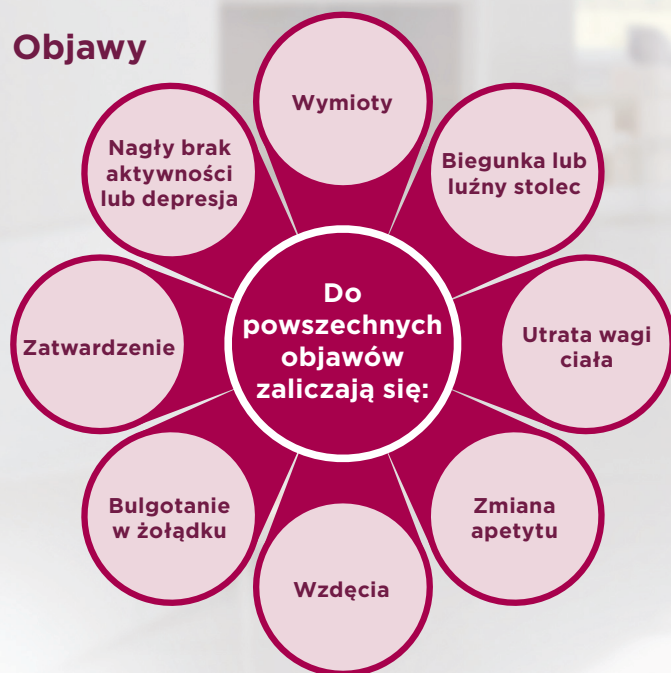 Objawy
Do
powszechnych
objawów
zaliczają się:
Wymioty
Biegunka lub
luźny stolec
Utrata wagi
ciała
Zmiana
apetytu
Wzdęcia
Bulgotanie
w żołądku
Zatwardzenie
Nagły brak
aktywności
lub depresja